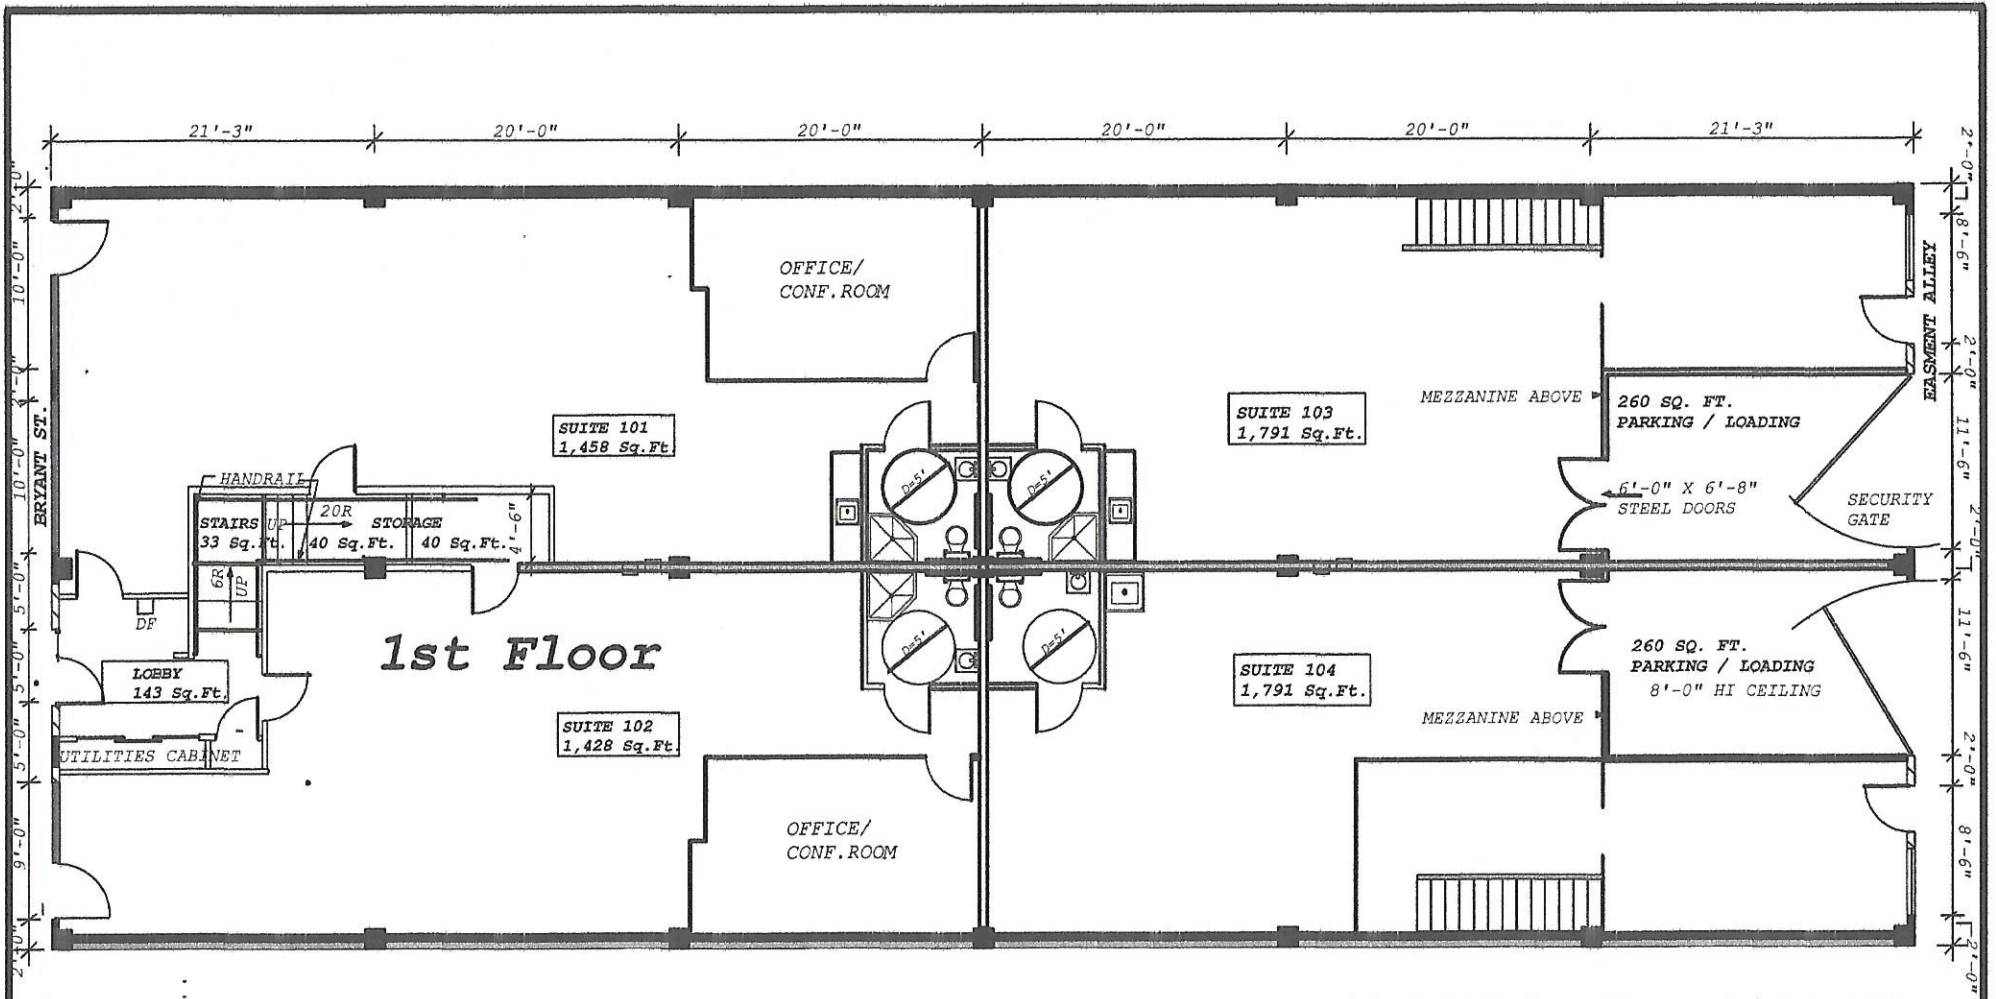 21'-3" 20'-0" 20'-0" 20'-0" 20'-0" 21'-3"
2'-0"
10'-0"
2'-0"
10'-0"
5'-0"
5'-0"
5'-0"
9'-0"
2'-0"
BRYANT ST.
OFFICE/
CONF.ROOM
SUITE 101
1,458 Sq.Ft.
HANDRAIL
STAIRS
33 Sq.Ft.
UP
20R
STORAGE
40 Sq.Ft.
40 Sq.Ft.
4'-6"
6R
UP
DF
LOBBY
143 Sq.Ft.
UTILITIES CABINET
1st Floor
SUITE 102
1,428 Sq.Ft.
OFFICE/
CONF.ROOM
D=5'
D=5'
D=5'
D=5'
SUITE 103
1,791 Sq.Ft.
MEZZANINE ABOVE
260 SQ. FT.
PARKING / LOADING
6'-0" X 6'-8"
STEEL DOORS
SECURITY
GATE
SUITE 104
1,791 Sq.Ft.
MEZZANINE ABOVE
260 SQ. FT.
PARKING / LOADING
8'-0" HI CEILING
EASMENT ALLEY
2'-0"
8'-6"
2'-0"
11'-6"
2'-0"
11'-6"
2'-0"
8'-6"
2'-0"